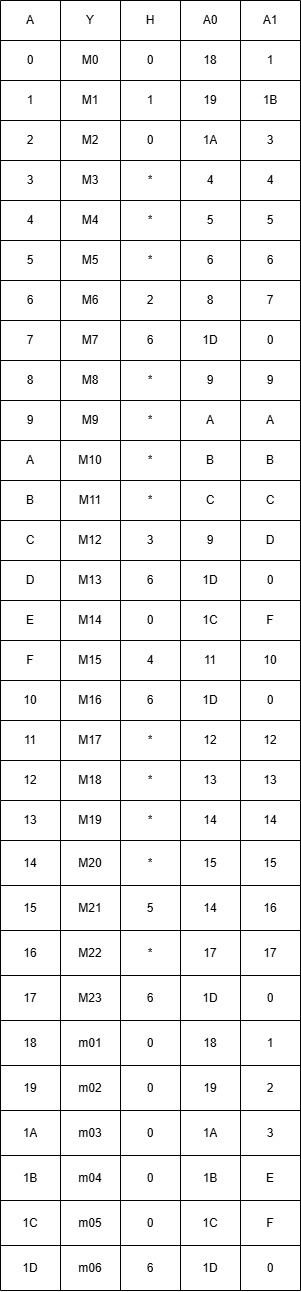 A Y H A0 A1
0 M0 0 18 1
1 M1 1 19 1B
2 M2 0 1A 3
3 M3 * 4 4
4 M4 * 5 5
5 M5 * 6 6
6 M6 2 8 7
7 M7 6 1D 0
8 M8 * 9 9
9 M9 * A A
A M10 * B B
B M11 * C C
C M12 3 9 D
D M13 6 1D 0
E M14 0 1C F
F M15 4 11 10
10 M16 6 1D 0
11 M17 * 12 12
12 M18 * 13 13
13 M19 * 14 14
14 M20 * 15 15
15 M21 5 14 16
16 M22 * 17 17
17 M23 6 1D 0
18 m01 0 18 1
19 m02 0 19 2
1A m03 0 1A 3
1B m04 0 1B E
1C m05 0 1C F
1D m06 6 1D 0